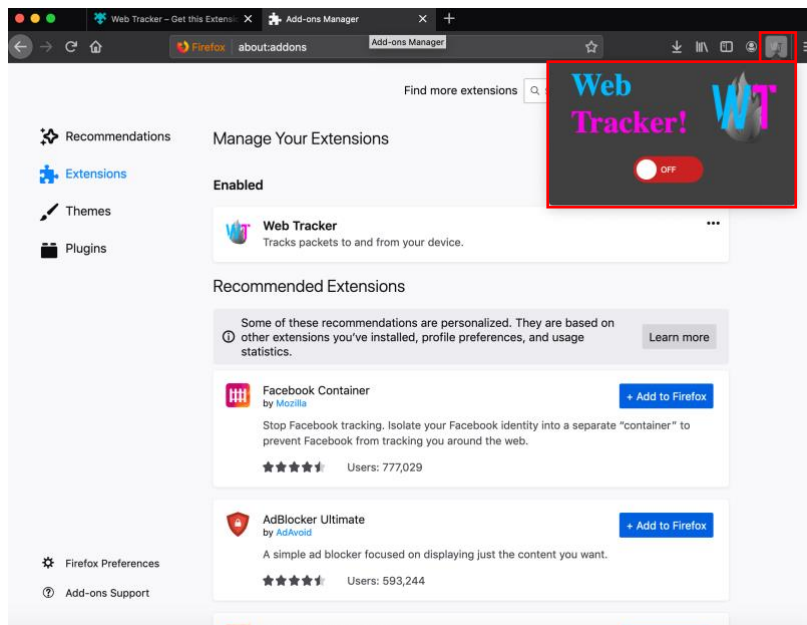 Web Tracker – Get this Extensi
Add-ons Manager
Firefox about:addons
Add-ons Manager
Find more extensions
Web
Tracker!
WT
OFF
Recommendations
Extensions
Themes
Plugins
Manage Your Extensions
Enabled
WT
Web Tracker
Tracks packets to and from your device.
Recommended Extensions
Some of these recommendations are personalized. They are based on
other extensions you’ve installed, profile preferences, and usage
statistics.
Learn more
Facebook Container
by Mozilla
+ Add to Firefox
Stop Facebook tracking. Isolate your Facebook identity into a separate “container” to
prevent Facebook from tracking you around the web.
Users: 777,029
AdBlocker Ultimate
by AdAvoid
+ Add to Firefox
A simple ad blocker focused on displaying just the content you want.
Users: 593,244
Firefox Preferences
Add-ons Support